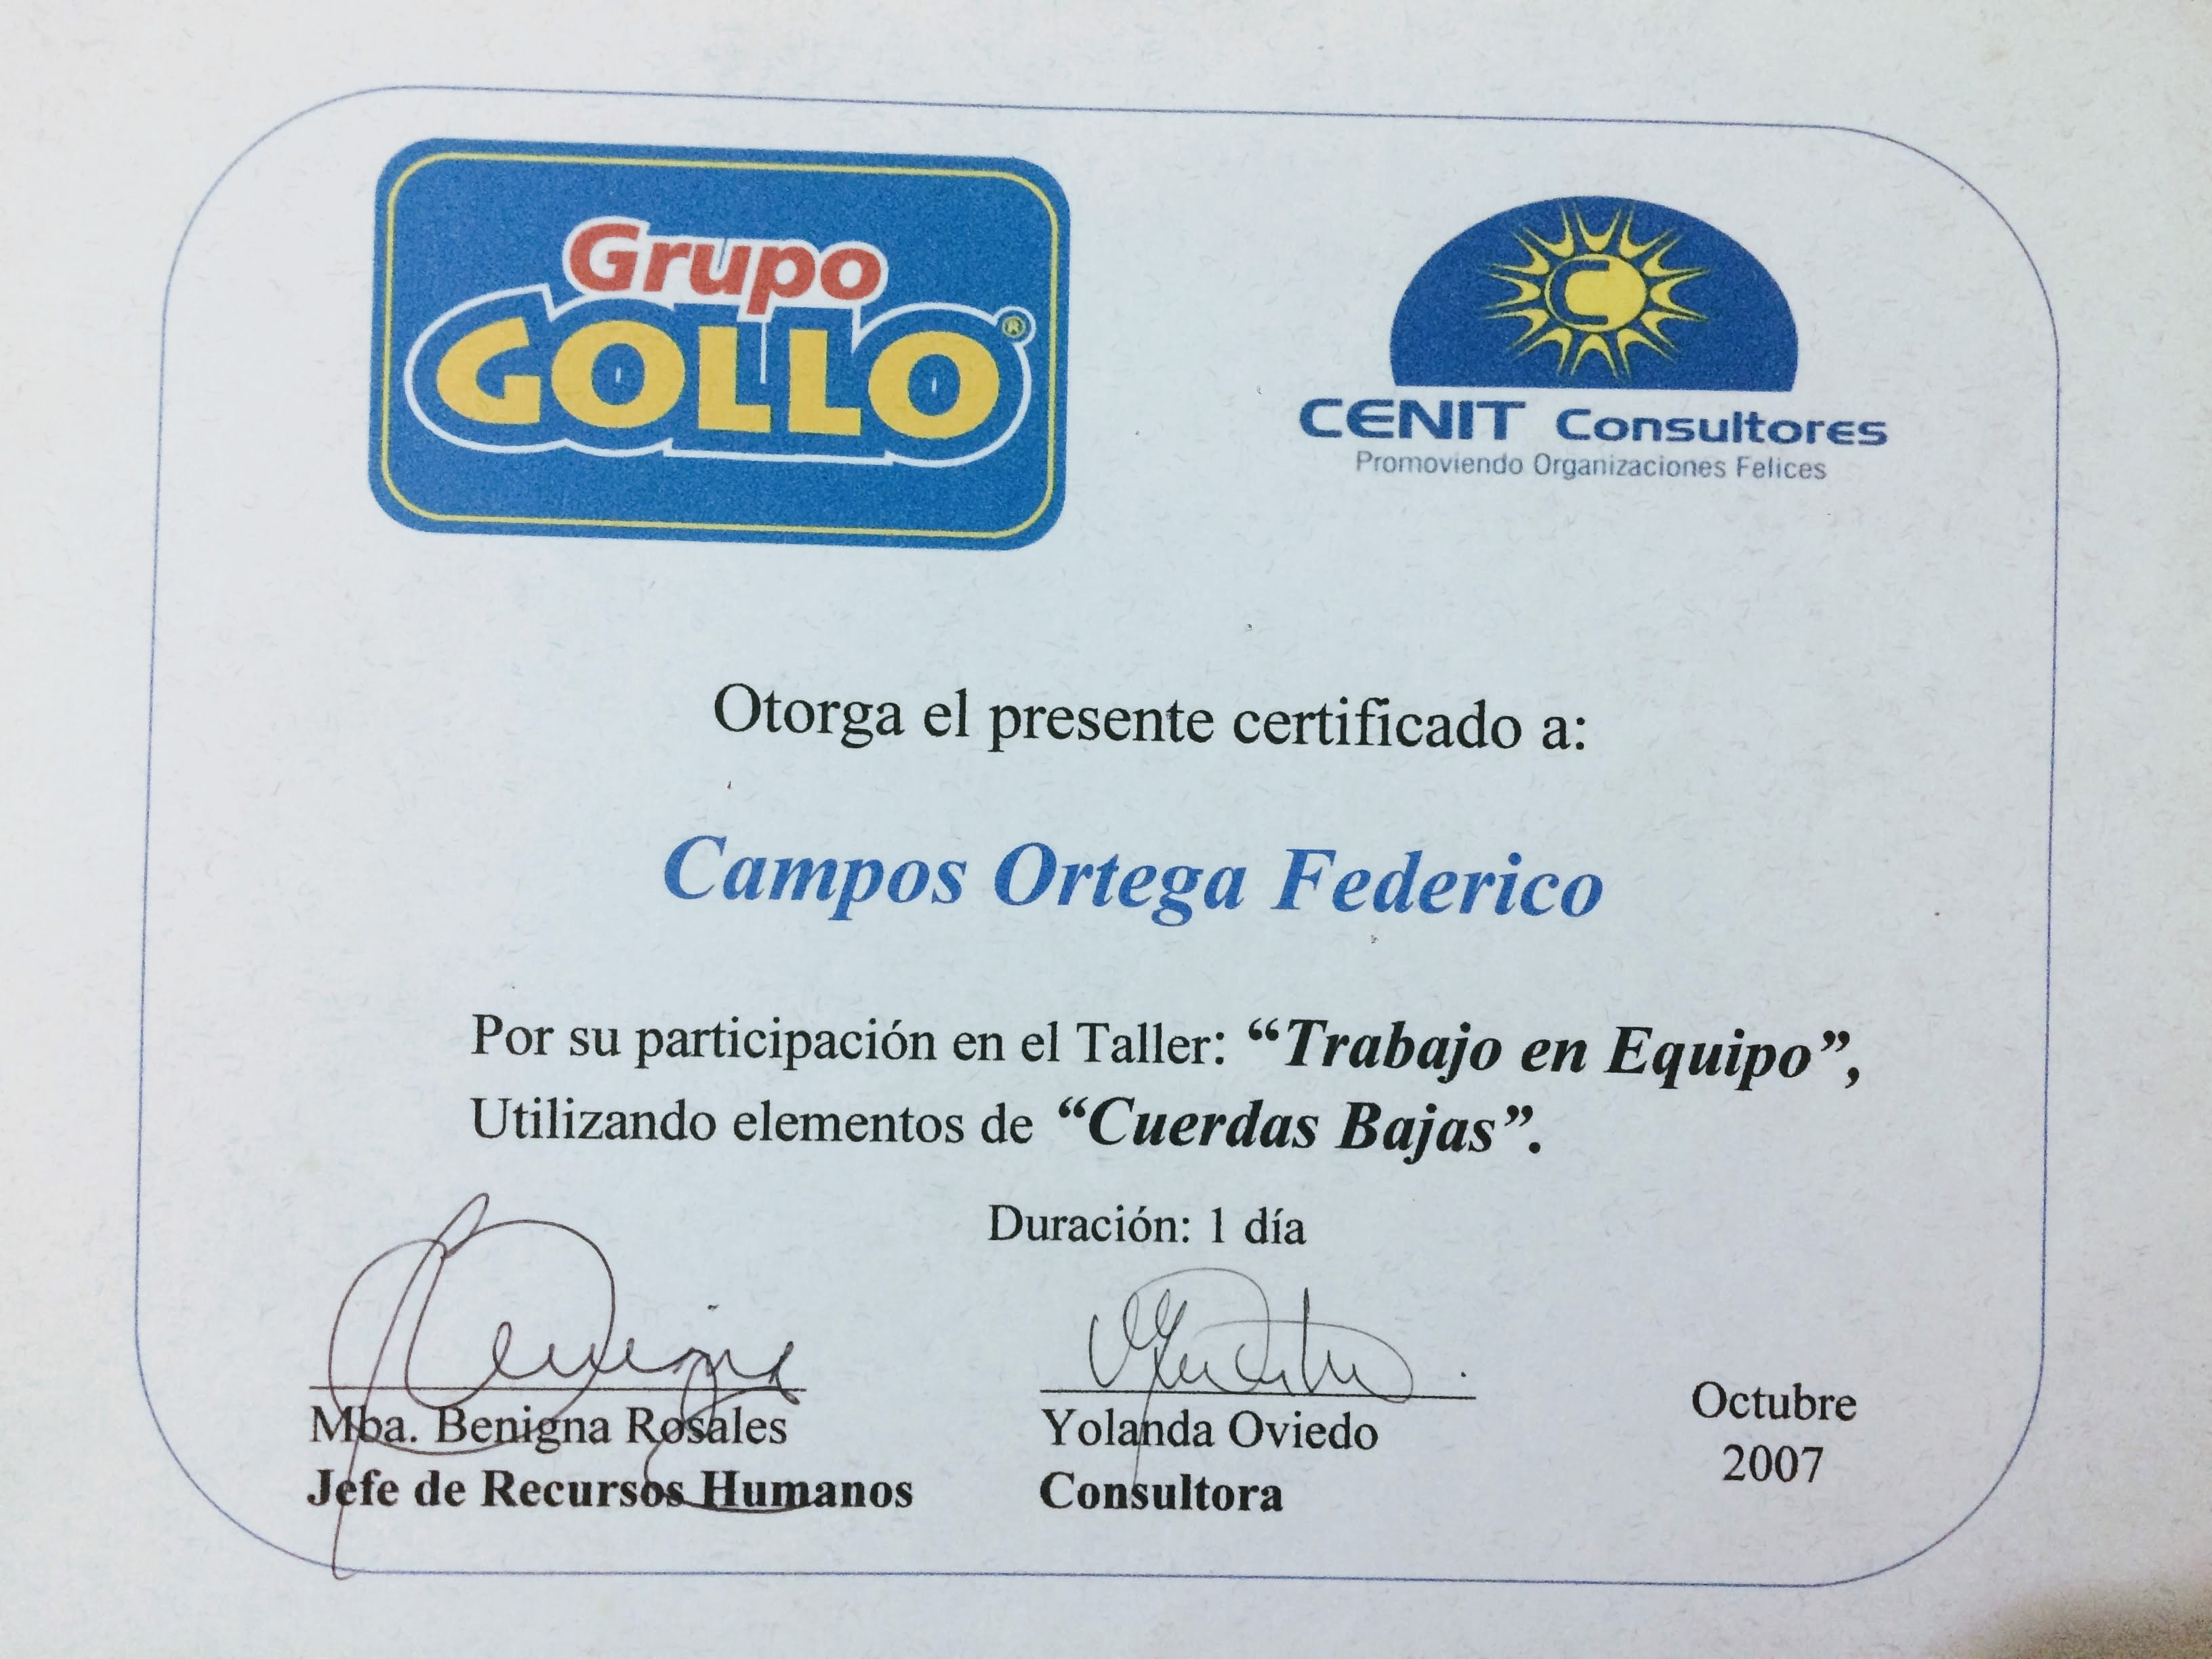 Grupo
GOLLO®
CENIT Consultores
Promoviendo Organizaciones Felices
Otorga el presente certificado a:
Campos Ortega Federico
Por su participación en el Taller: “Trabajo en Equipo”,
Utilizando elementos de “Cuerdas Bajas”.
Duración: 1 día
Mba. Benigna Rosales
Jefe de Recursos Humanos
Yolanda Oviedo
Consultora
Octubre
2007